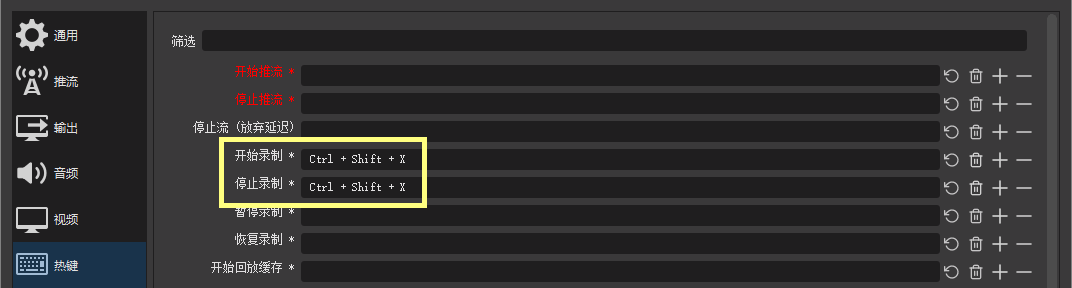 通用
推流
输出
音频
视频
热键
筛选
开始推流 *
停止推流 *
停止流 (放弃延迟)
开始录制 * Ctrl + Shift + X
停止录制 * Ctrl + Shift + X
暂停录制 *
恢复录制 *
开始回放缓存 *